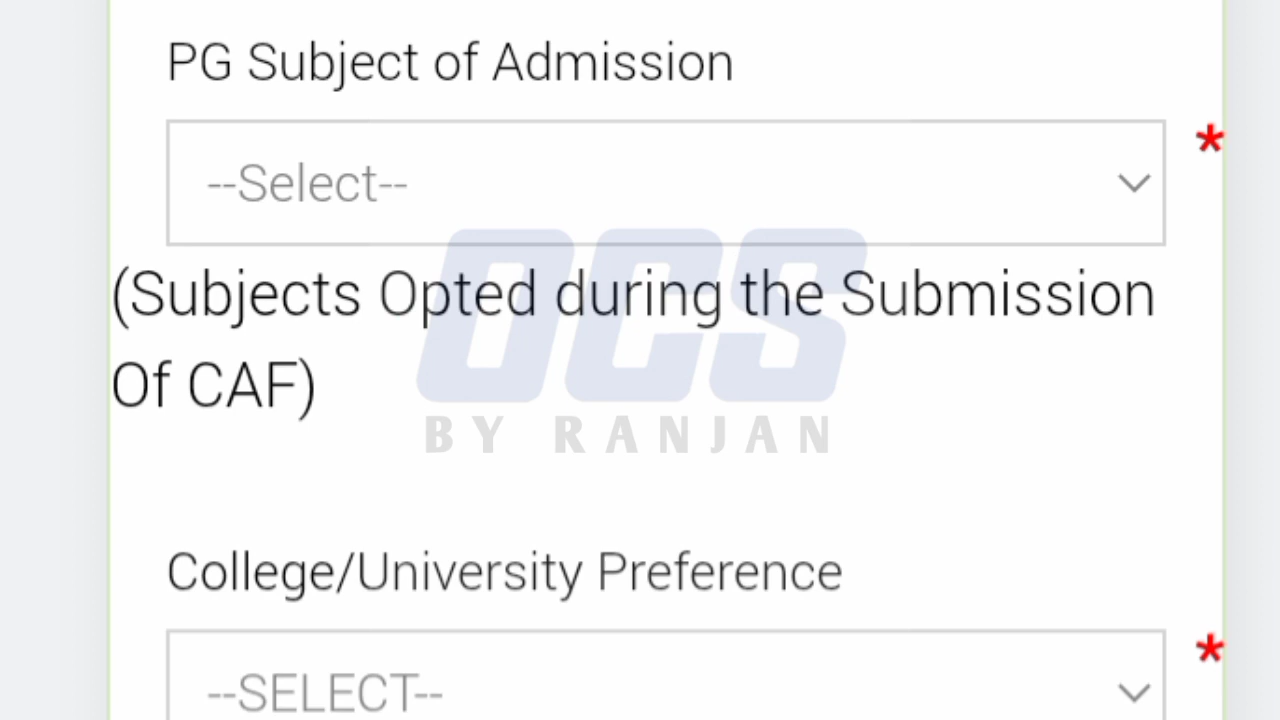 PG Subject of Admission
--Select--
*
(Subjects Opted during the Submission
Of CAF)
OCS
BY RANJAN
College/University Preference
--SELECT--
*